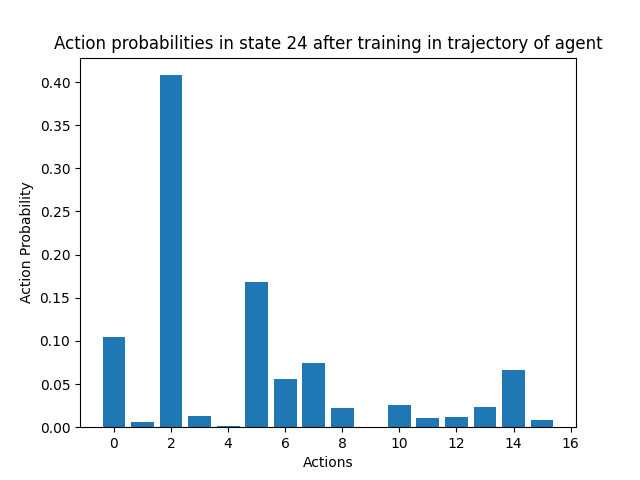 Action probabilities in state 24 after training in trajectory of agent
0.40
0.35
0.30
0.25
0.20
0.15
0.10
0.05
0.00
Action Probability
0 2 4 6 8 10 12 14 16
Actions